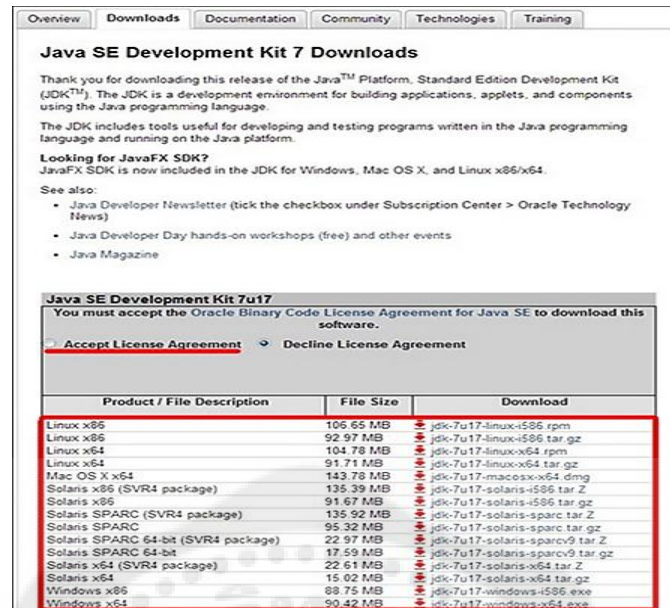 Overview Downloads Documentation Community Technologies Training
Java SE Development Kit 7 Downloads
Thank you for downloading this release of the Java™ Platform, Standard Edition Development Kit
(JDK™). The JDK is a development environment for building applications, applets, and components
using the Java programming language.
The JDK includes tools useful for developing and testing programs written in the Java programming
language and running on the Java platform.
Looking for JavaFX SDK?
JavaFX SDK is now included in the JDK for Windows, Mac OS X, and Linux x86/x64.
See also:
• Java Developer Newsletter (tick the checkbox under Subscription Center > Oracle Technology
News)
• Java Developer Day hands-on workshops (free) and other events
• Java Magazine
Java SE Development Kit 7u17
You must accept the Oracle Binary Code License Agreement for Java SE to download this
software.
Accept License Agreement Decline License Agreement
Product / File Description File Size Download
Linux x86 106.65 MB jdk-7u17-linux-i586.rpm
Linux x86 92.97 MB jdk-7u17-linux-i586.tar.gz
Linux x64 104.78 MB jdk-7u17-linux-x64.rpm
Linux x64 91.71 MB jdk-7u17-linux-x64.tar.gz
Mac OS X x64 143.78 MB jdk-7u17-macosx-x64.dmg
Solaris x86 (SVR4 package) 135.39 MB jdk-7u17-solaris-i586.tar.Z
Solaris x86 91.67 MB jdk-7u17-solaris-i586.tar.gz
Solaris SPARC (SVR4 package) 135.92 MB jdk-7u17-solaris-sparc.tar.Z
Solaris SPARC 95.32 MB jdk-7u17-solaris-sparc.tar.gz
Solaris SPARC 64-bit (SVR4 package) 22.97 MB jdk-7u17-solaris-sparcv9.tar.Z
Solaris SPARC 64-bit 17.59 MB jdk-7u17-solaris-sparcv9.tar.gz
Solaris x64 (SVR4 package) 22.61 MB jdk-7u17-solaris-x64.tar.Z
Solaris x64 15.02 MB jdk-7u17-solaris-x64.tar.gz
Windows x86 88.75 MB jdk-7u17-windows-i586.exe
Windows x64 90.42 MB jdk-7u17-windows-x64.exe